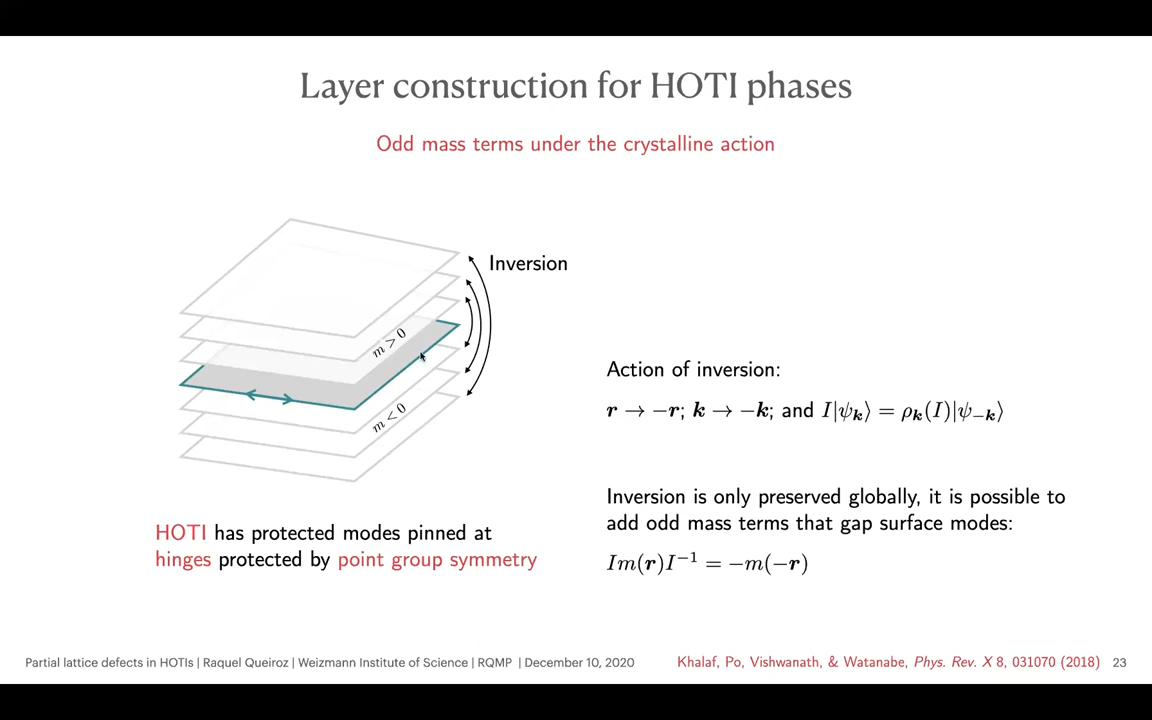 Layer construction for HOTI phases
Odd mass terms under the crystalline action
Inversion
m > 0
m < 0
HOTI has protected modes pinned at
hinges protected by point group symmetry
Action of inversion:
r → −r; k → −k; and I|ψₖ⟩ = ρₖ(I)|ψ₋ₖ⟩
Inversion is only preserved globally, it is possible to
add odd mass terms that gap surface modes:
Im(r)I⁻¹ = −m(−r)
Partial lattice defects in HOTIs | Raquel Queiroz | Weizmann Institute of Science | RQMP | December 10, 2020
Khalaf, Po, Vishwanath, & Watanabe, Phys. Rev. X 8, 031070 (2018) 23